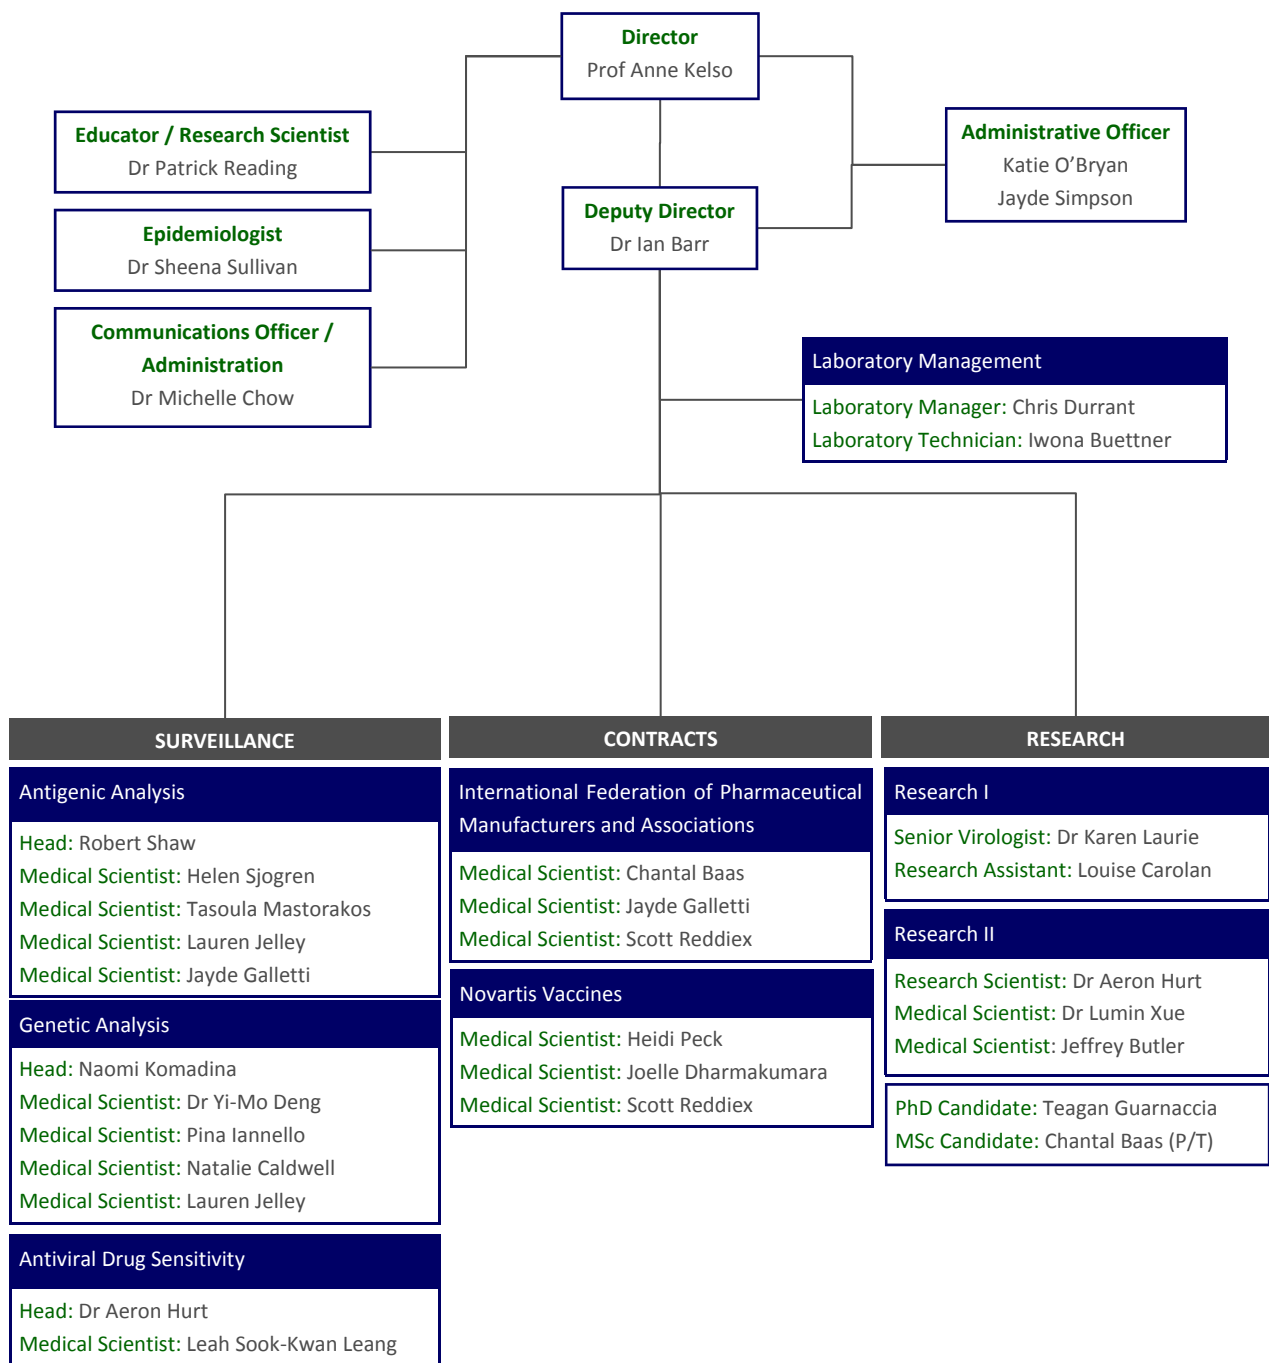 Director
Prof Anne Kelso
Educator / Research Scientist
Dr Patrick Reading
Administrative Officer
Katie O’Bryan
Jayde Simpson
Deputy Director
Dr Ian Barr
Epidemiologist
Dr Sheena Sullivan
Communications Officer /
Administration
Dr Michelle Chow
Laboratory Management
Laboratory Manager: Chris Durrant
Laboratory Technician: Iwona Buettner
SURVEILLANCE
Antigenic Analysis
Head: Robert Shaw
Medical Scientist: Helen Sjogren
Medical Scientist: Tasoula Mastorakos
Medical Scientist: Lauren Jelley
Medical Scientist: Jayde Galletti
Genetic Analysis
Head: Naomi Komadina
Medical Scientist: Dr Yi-Mo Deng
Medical Scientist: Pina Iannello
Medical Scientist: Natalie Caldwell
Medical Scientist: Lauren Jelley
Antiviral Drug Sensitivity
Head: Dr Aeron Hurt
Medical Scientist: Leah Sook-Kwan Leang
CONTRACTS
International Federation of Pharmaceutical
Manufacturers and Associations
Medical Scientist: Chantal Baas
Medical Scientist: Jayde Galletti
Medical Scientist: Scott Reddiex
Novartis Vaccines
Medical Scientist: Heidi Peck
Medical Scientist: Joelle Dharmakumara
Medical Scientist: Scott Reddiex
RESEARCH
Research I
Senior Virologist: Dr Karen Laurie
Research Assistant: Louise Carolan
Research II
Research Scientist: Dr Aeron Hurt
Medical Scientist: Dr Lumin Xue
Medical Scientist: Jeffrey Butler
PhD Candidate: Teagan Guarnaccia
MSc Candidate: Chantal Baas (P/T)